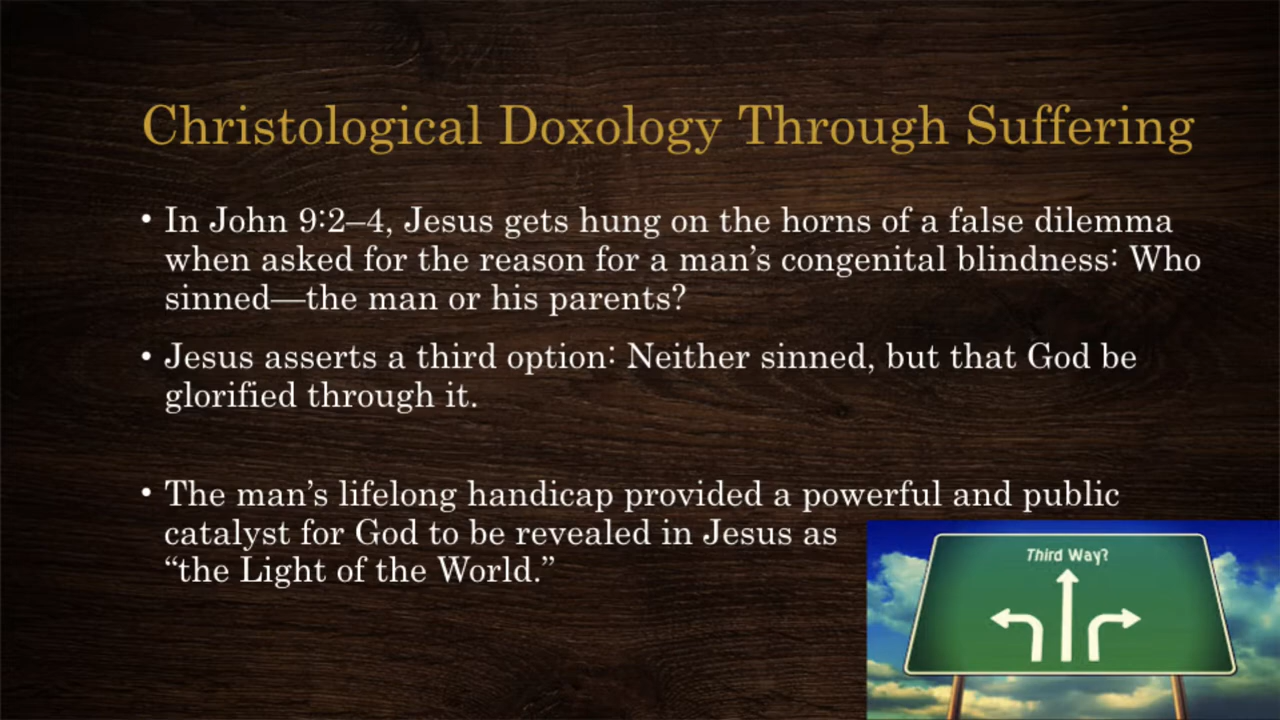 Christological Doxology Through Suffering
• In John 9:2–4, Jesus gets hung on the horns of a false dilemma
when asked for the reason for a man’s congenital blindness: Who
sinned—the man or his parents?
• Jesus asserts a third option: Neither sinned, but that God be
glorified through it.
• The man’s lifelong handicap provided a powerful and public
catalyst for God to be revealed in Jesus as
“the Light of the World.”
Third Way?